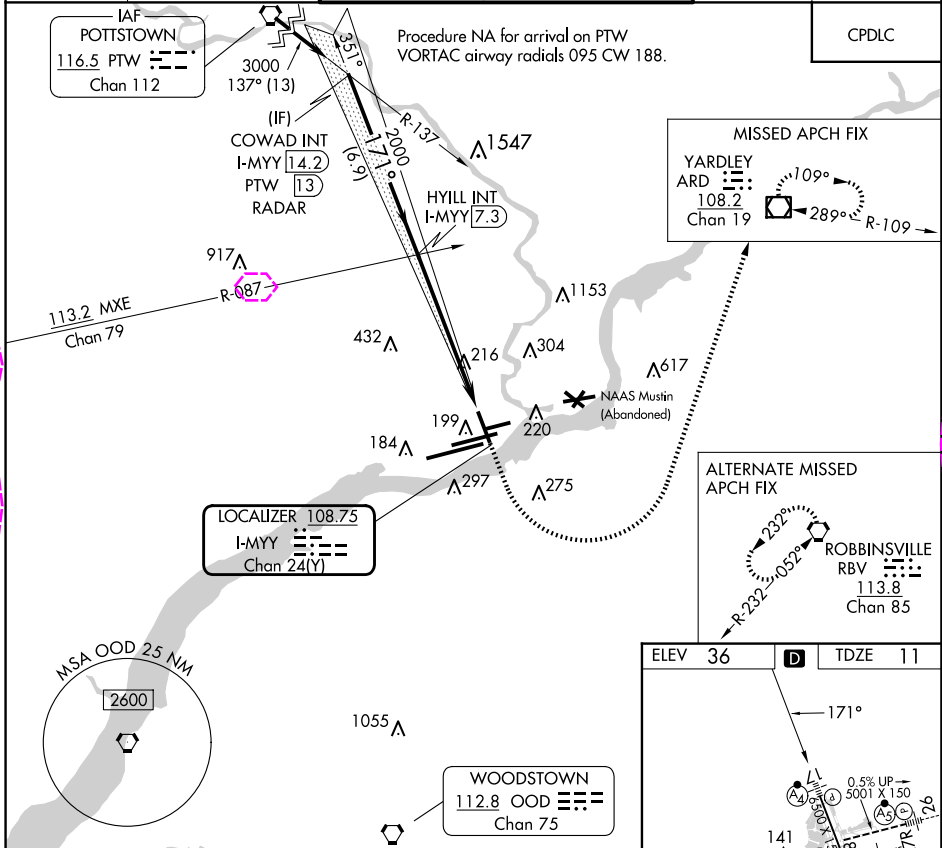 IAF
POTTSTOWN
116.5 PTW
Chan 112
3000
137° (13)
351°
Procedure NA for arrival on PTW
VORTAC airway radials 095 CW 188.
CPDLC
(IF)
COWAD INT
I-MYY 14.2
PTW 13
RADAR
R-137
2000
171°
(6.9)
1547
HYILL INT
I-MYY 7.3
MISSED APCH FIX
YARDLEY
ARD
108.2
Chan 19
109°
289°
R-109
917
R-087
113.2 MXE
Chan 79
1153
432
216
304
617
NAAS Mustin
(Abandoned)
199
220
184
297
275
LOCALIZER 108.75
I-MYY
Chan 24(Y)
ALTERNATE MISSED
APCH FIX
232°
052°
R-232
ROBBINSVILLE
RBV
113.8
Chan 85
MSA OOD 25 NM
2600
1055
WOODSTOWN
112.8 OOD
Chan 75
ELEV 36
D
TDZE 11
171°
17
A4
P
0.5% UP
5001 X 150
A5
P
26
141